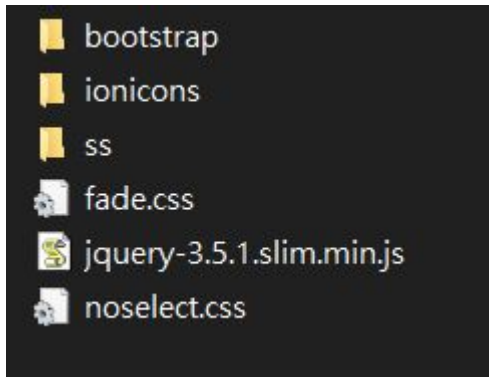 bootstrap
ionicons
ss
fade.css
jquery-3.5.1.slim.min.js
noselect.css